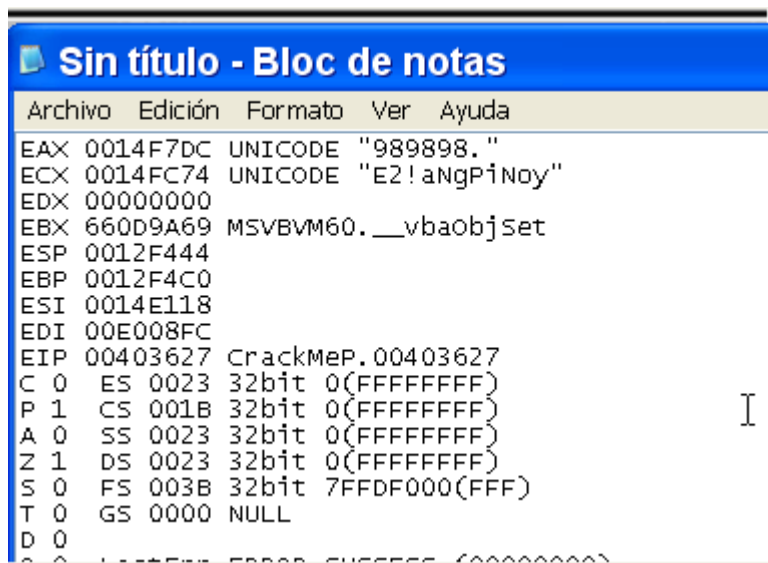 Sin título - Bloc de notas
Archivo Edición Formato Ver Ayuda
EAX 0014F7DC UNICODE "989898."
ECX 0014FC74 UNICODE "E2!aNgPiNoy"
EDX 00000000
EBX 660D9A69 MSVBVM60.__vbaObjSet
ESP 0012F444
EBP 0012F4C0
ESI 0014E118
EDI 00E008FC
EIP 00403627 CrackMeP.00403627
C 0 ES 0023 32bit 0(FFFFFFFF)
P 1 CS 001B 32bit 0(FFFFFFFF)
A 0 SS 0023 32bit 0(FFFFFFFF)
Z 1 DS 0023 32bit 0(FFFFFFFF)
S 0 FS 003B 32bit 7FFDF000(FFF)
T 0 GS 0000 NULL
D 0